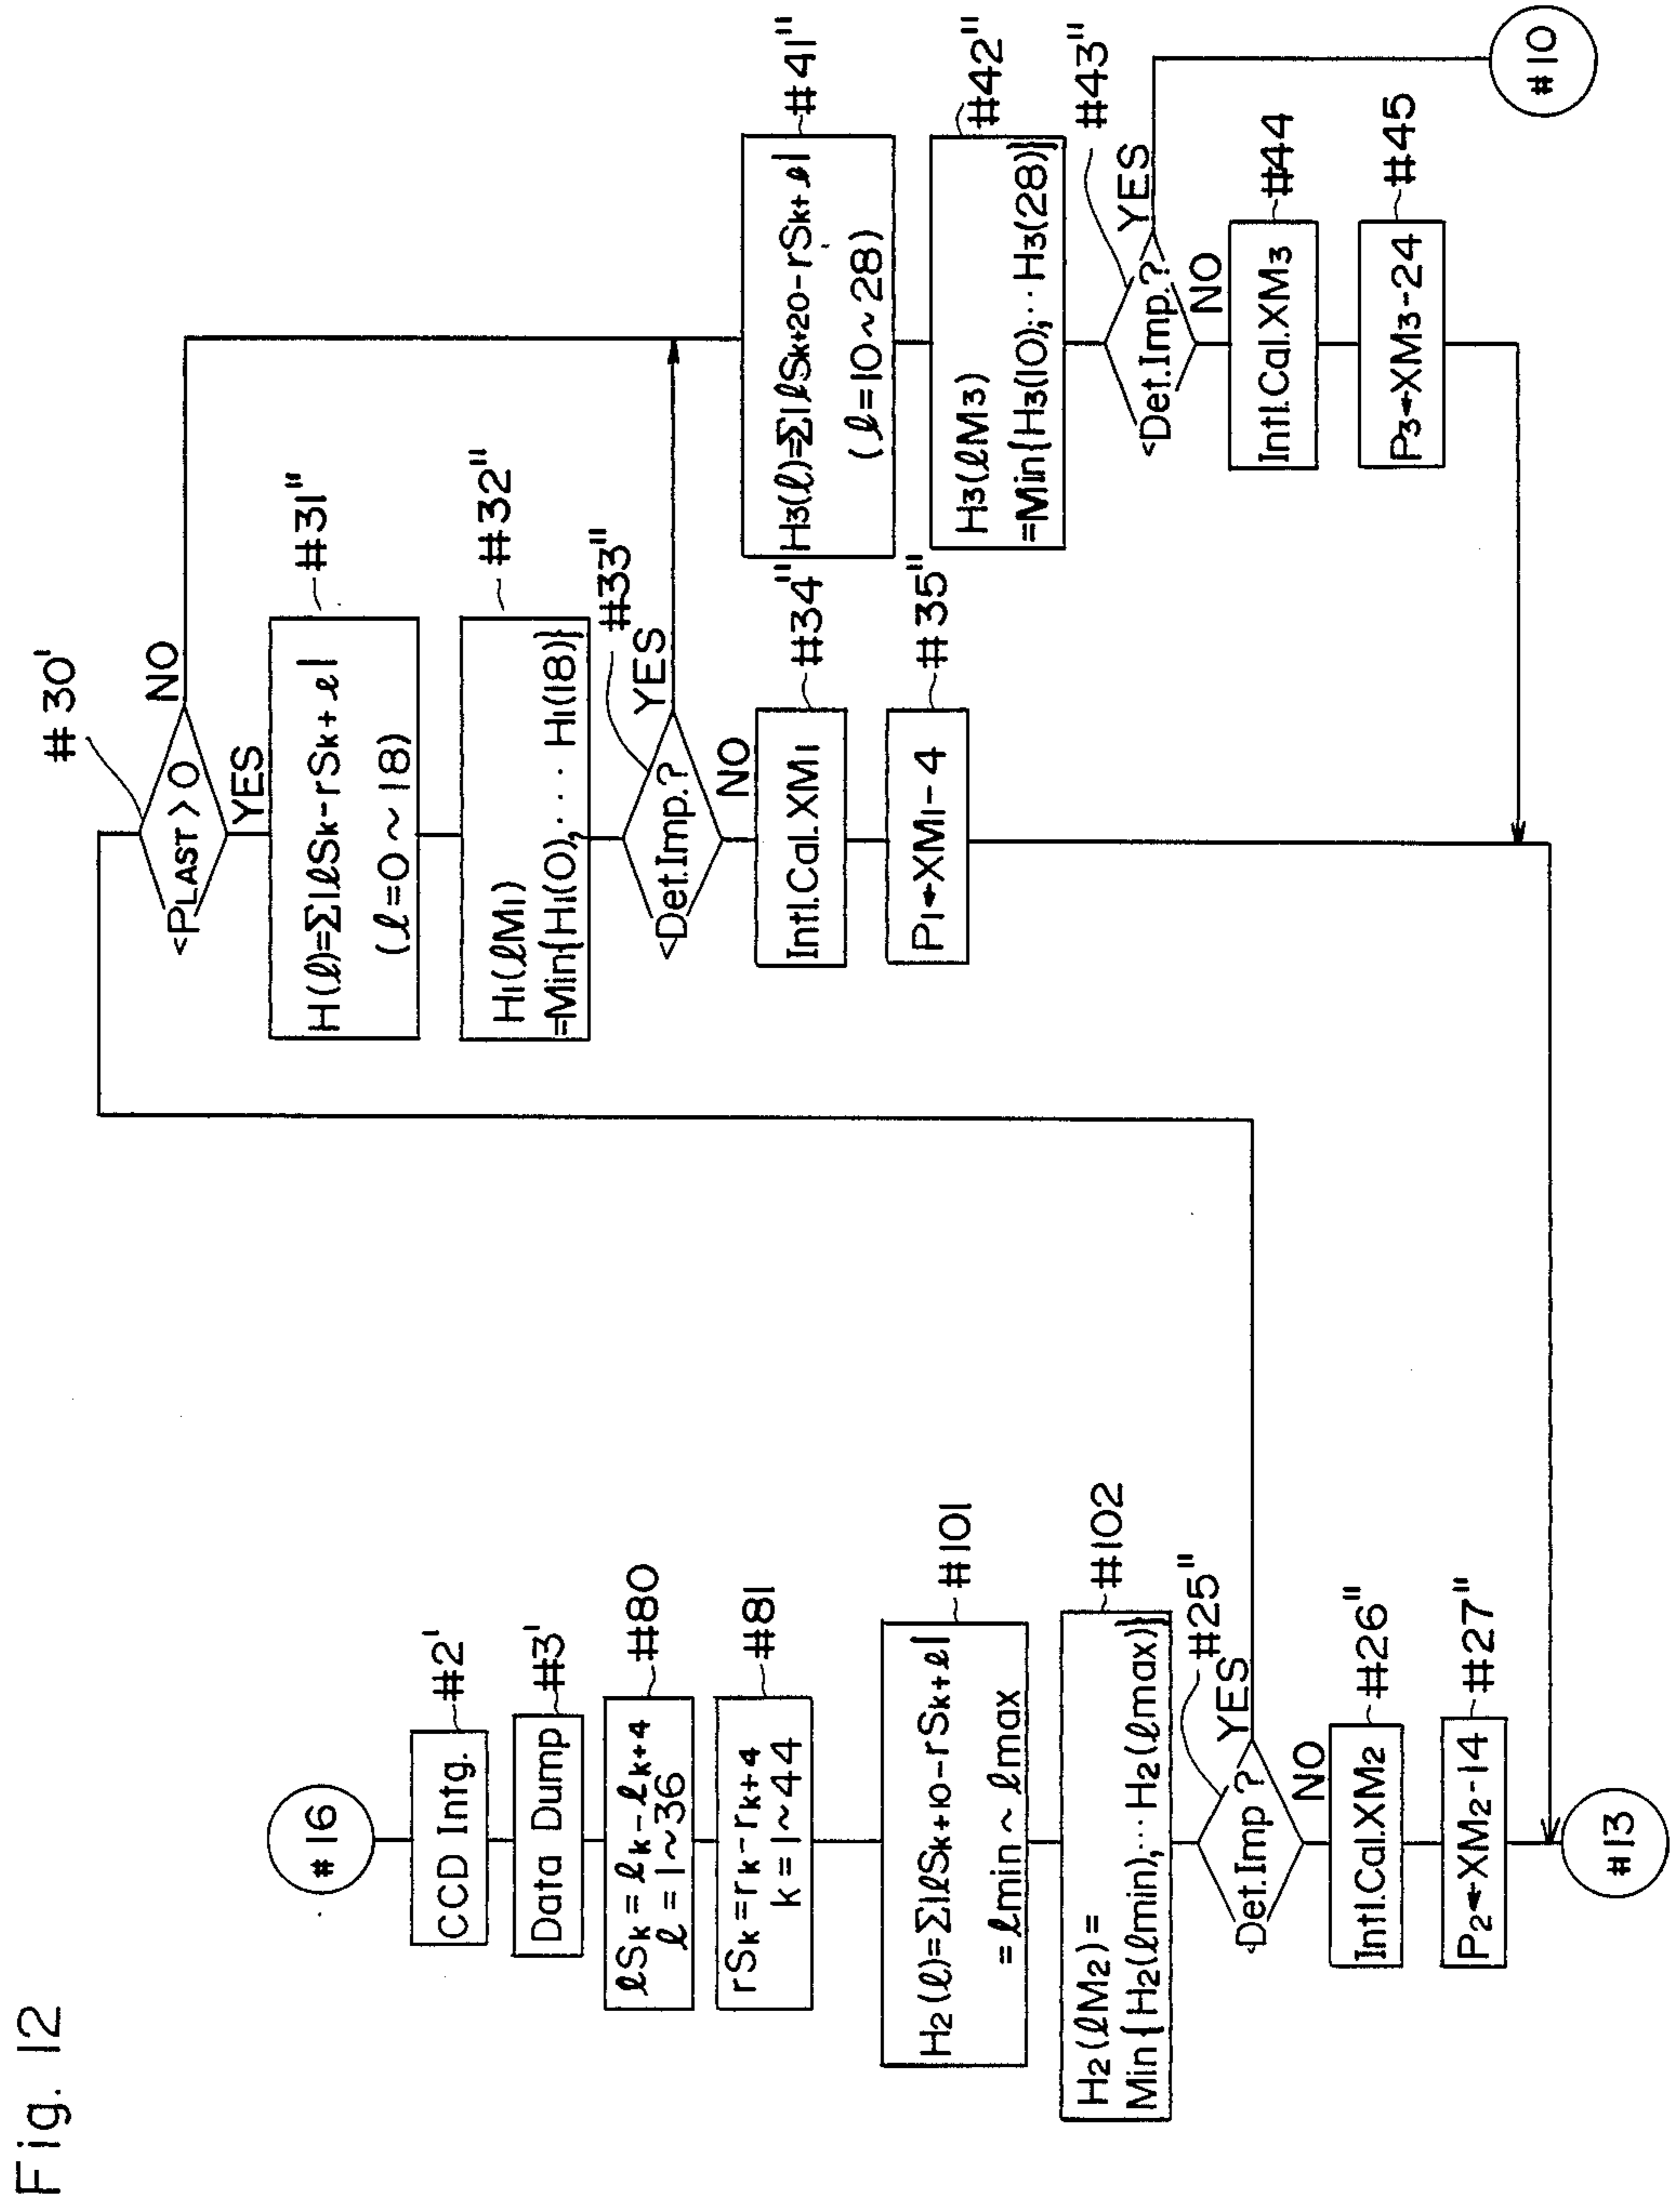 Fig. 12
#16
CCD Intg.
#2'
Data Dump
#3'
ℓSk=ℓk-ℓk+4
ℓ=1~36
#80
rSk=rk-rk+4
k=1~44
#81
H2(ℓ)=Σ|ℓSk+10-rSk+ℓ|
=ℓmin~ℓmax
#101
H2(ℓM2)=
Min{H2(ℓmin),··· H2(ℓmax)}
#102
<Det.Imp ?>
#25"
YES
NO
Intl.Cal.XM2
#26"
P2←XM2-14
#27"
#13
#30'
<PLAST>0
NO
YES
H(ℓ)=Σ|ℓSk-rSk+ℓ|
(ℓ=0~18)
#31"
H1(ℓM1)
=Min{H1(0),···· H1(18)}
#32"
<Det.Imp.?
#33"
YES
NO
Intl.Cal.XM1
#34"
P1←XM1-4
#35"
H3(ℓ)=Σ|ℓSk+20-rSk+ℓ|
(ℓ=10~28)
#41"
H3(ℓM3)
=Min{H3(10),··· H3(28)}
#42"
<Det.Imp.?>
#43"
YES
NO
Intl.Cal.XM3
#44
P3←XM3-24
#45
#10